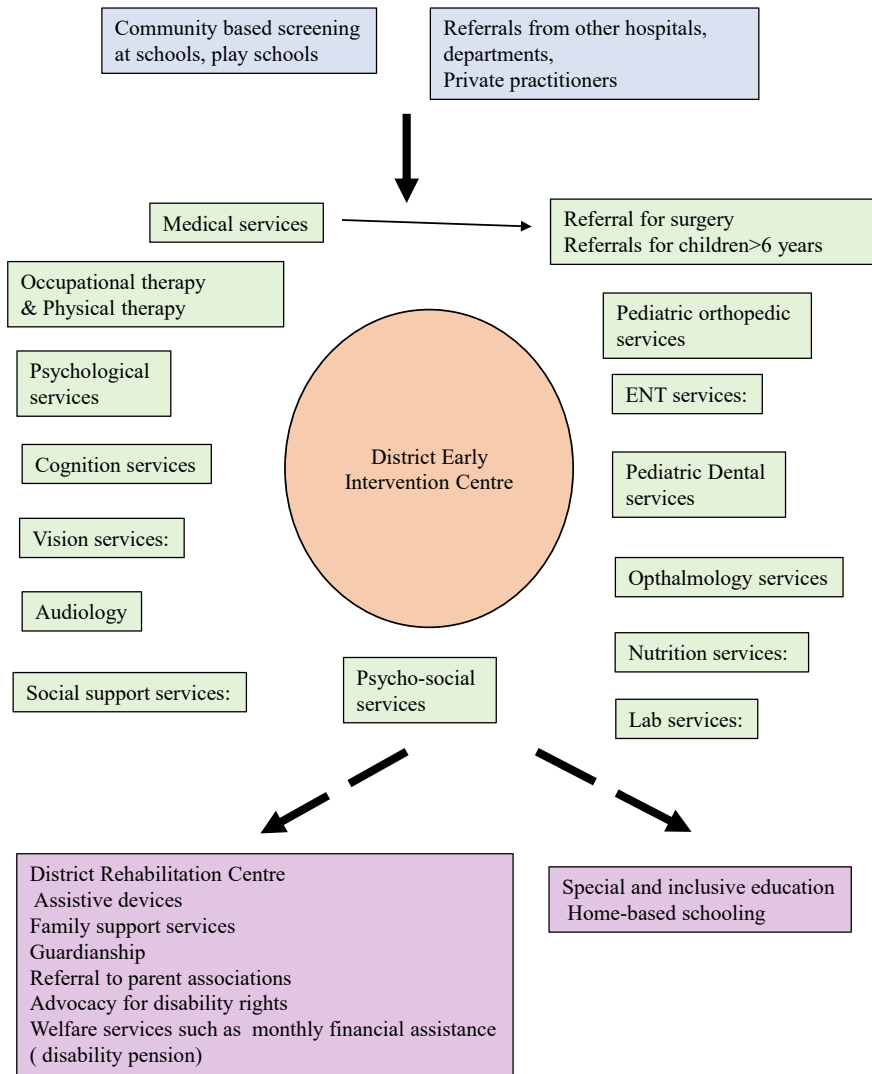 Community based screening
at schools, play schools
Referrals from other hospitals,
departments,
Private practitioners
Medical services
Referral for surgery
Referrals for children>6 years
Occupational therapy
& Physical therapy
Psychological
services
Cognition services
Vision services:
Audiology
Social support services:
District Early
Intervention Centre
Psycho-social
services
Pediatric orthopedic
services
ENT services:
Pediatric Dental
services
Opthalmology services
Nutrition services:
Lab services:
District Rehabilitation Centre
Assistive devices
Family support services
Guardianship
Referral to parent associations
Advocacy for disability rights
Welfare services such as  monthly financial assistance
( disability pension)
Special and inclusive education
Home-based schooling